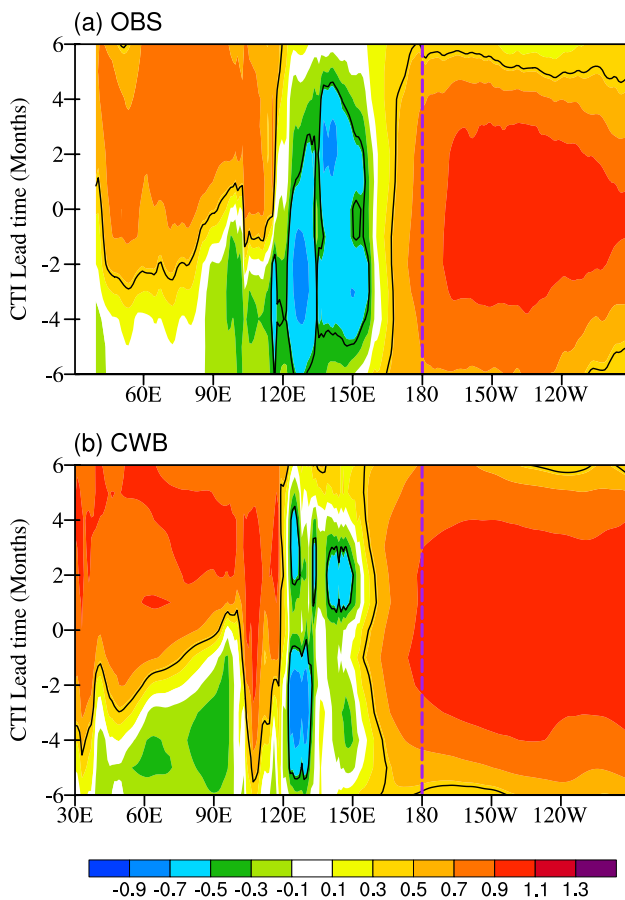 (a) OBS
6
4
2
0
-2
-4
-6
CTI Lead time (Months)
60E 90E 120E 150E 180 150W 120W
(b) CWB
6
4
2
0
-2
-4
-6
CTI Lead time (Months)
30E 60E 90E 120E 150E 180 150W 120W
-0.9 -0.7 -0.5 -0.3 -0.1 0.1 0.3 0.5 0.7 0.9 1.1 1.3